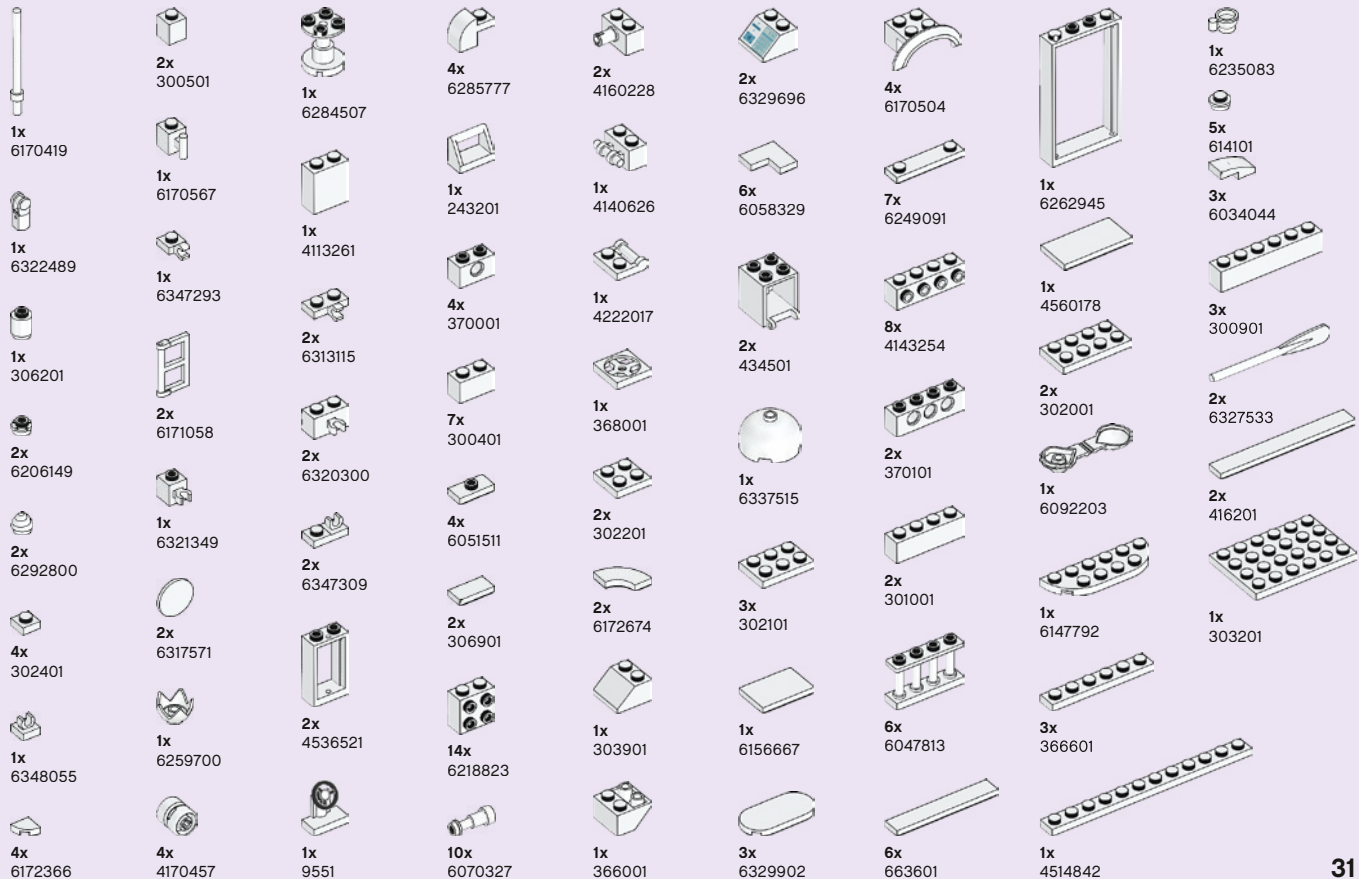 1x
6170419
1x
6322489
1x
306201
2x
6206149
2x
6292800
4x
302401
1x
6348055
4x
6172366
2x
300501
1x
6170567
1x
6347293
2x
6171058
1x
6321349
2x
6317571
1x
6259700
4x
4170457
1x
6284507
1x
4113261
2x
6313115
2x
6320300
2x
6347309
2x
4536521
1x
9551
4x
6285777
1x
243201
4x
370001
7x
300401
4x
6051511
2x
306901
14x
6218823
10x
6070327
2x
4160228
1x
4140626
1x
4222017
1x
368001
2x
302201
2x
6172674
1x
303901
1x
366001
2x
6329696
6x
6058329
2x
434501
1x
6337515
3x
302101
1x
6156667
3x
6329902
4x
6170504
7x
6249091
8x
4143254
2x
370101
2x
301001
6x
6047813
6x
663601
1x
6262945
1x
4560178
2x
302001
1x
6092203
1x
6147792
3x
366601
1x
4514842
1x
6235083
5x
614101
3x
6034044
3x
300901
2x
6327533
2x
416201
1x
303201
31